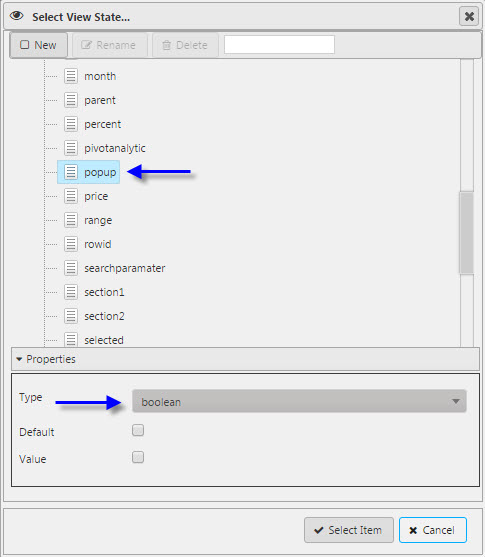 Select View State...
New Rename Delete
month
parent
percent
pivotanalytic
popup
price
range
rowid
searchparamater
section1
section2
selected
Properties
Type boolean
Default
Value
Select Item Cancel